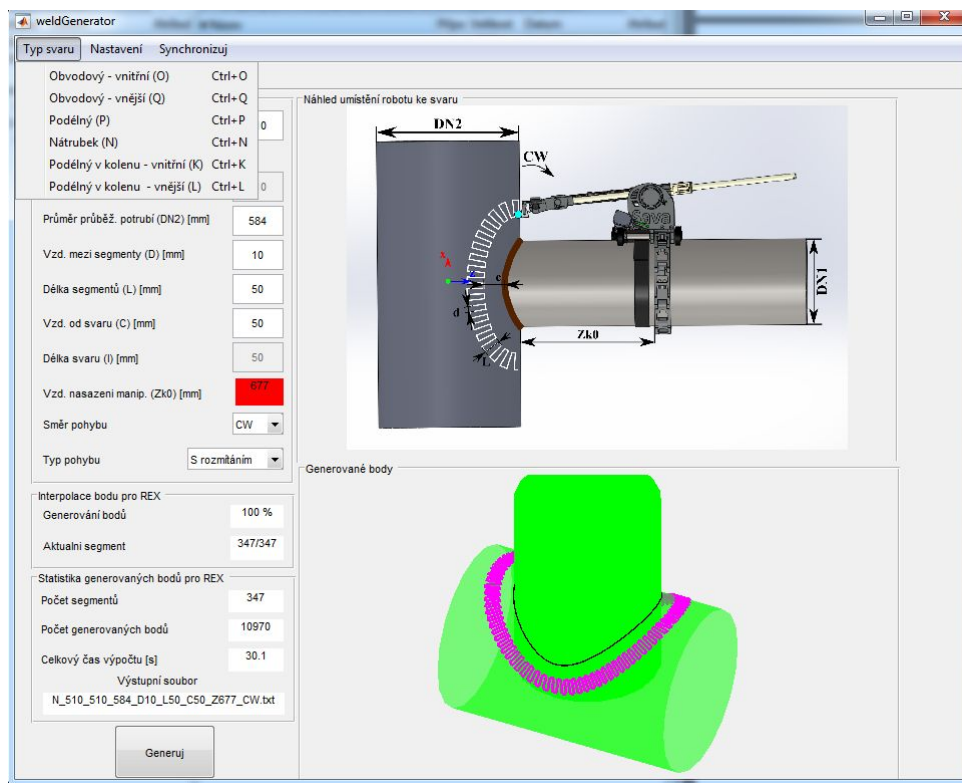 weldGenerator
Typ svaru Nastavení Synchronizuj
Obvodový - vnitřní (O) Ctrl+O
Obvodový - vnější (Q) Ctrl+Q
Podélný (P) Ctrl+P
Nátrubek (N) Ctrl+N
Podélný v kolenu - vnitřní (K) Ctrl+K
Podélný v kolenu - vnější (L) Ctrl+L
0
0
Průměr průběž. potrubí (DN2) [mm] 584
Vzd. mezi segmenty (D) [mm] 10
Délka segmentů (L) [mm] 50
Vzd. od svaru (C) [mm] 50
Délka svaru (l) [mm] 50
Vzd. nasazeni manip. (Zk0) [mm] 677
Směr pohybu CW
Typ pohybu S rozmítáním
Interpolace bodu pro REX
Generování bodů 100 %
Aktualni segment 347/347
Statistika generovaných bodů pro REX
Počet segmentů 347
Počet generovaných bodů 10970
Celkový čas výpočtu [s] 30.1
Výstupní soubor
N_510_510_584_D10_L50_C50_Z677_CW.txt
Generuj
Náhled umístění robotu ke svaru
DN2
CW
Sava
x
z
c
d
L
Zk0
DN1
Generované body